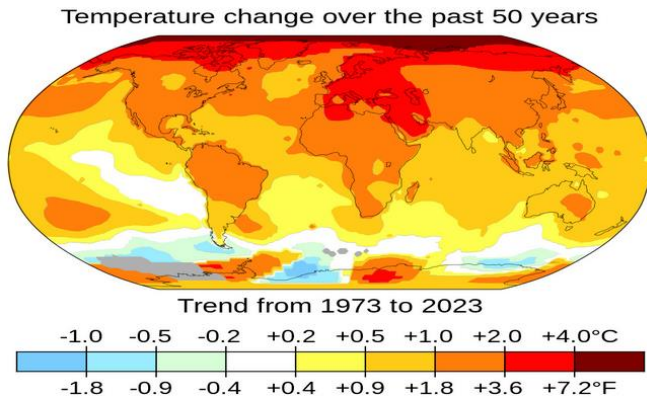 Temperature change over the past 50 years
Trend from 1973 to 2023
-1.0 -0.5 -0.2 +0.2 +0.5 +1.0 +2.0 +4.0°C
-1.8 -0.9 -0.4 +0.4 +0.9 +1.8 +3.6 +7.2°F